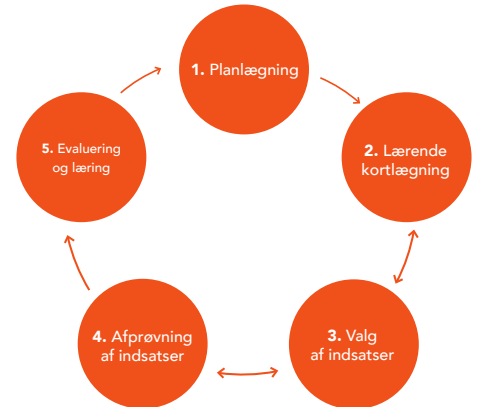 1. Planlægning
2. Lærende
kortlægning
3. Valg
af indsatser
4. Afprøvning
af indsatser
5. Evaluering
og læring